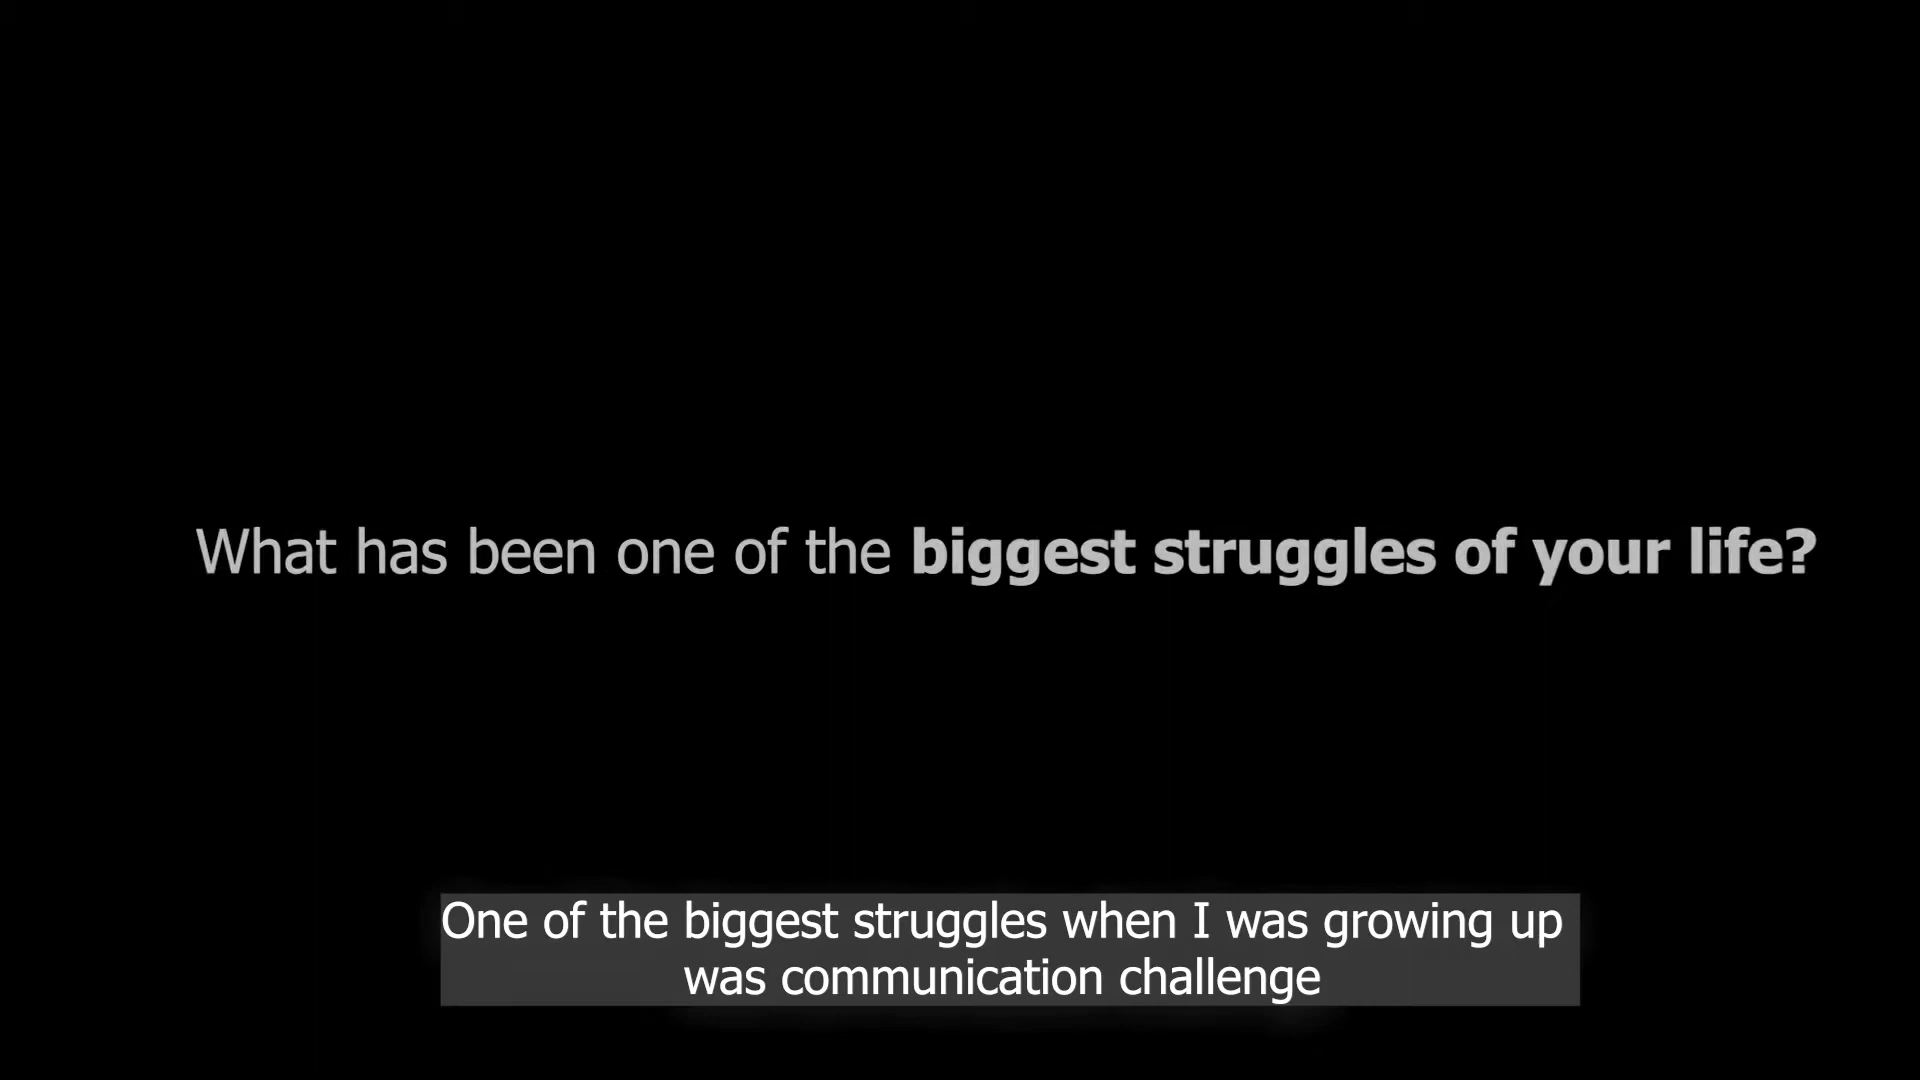 What has been one of the biggest struggles of your life?
One of the biggest struggles when I was growing up
was communication challenge